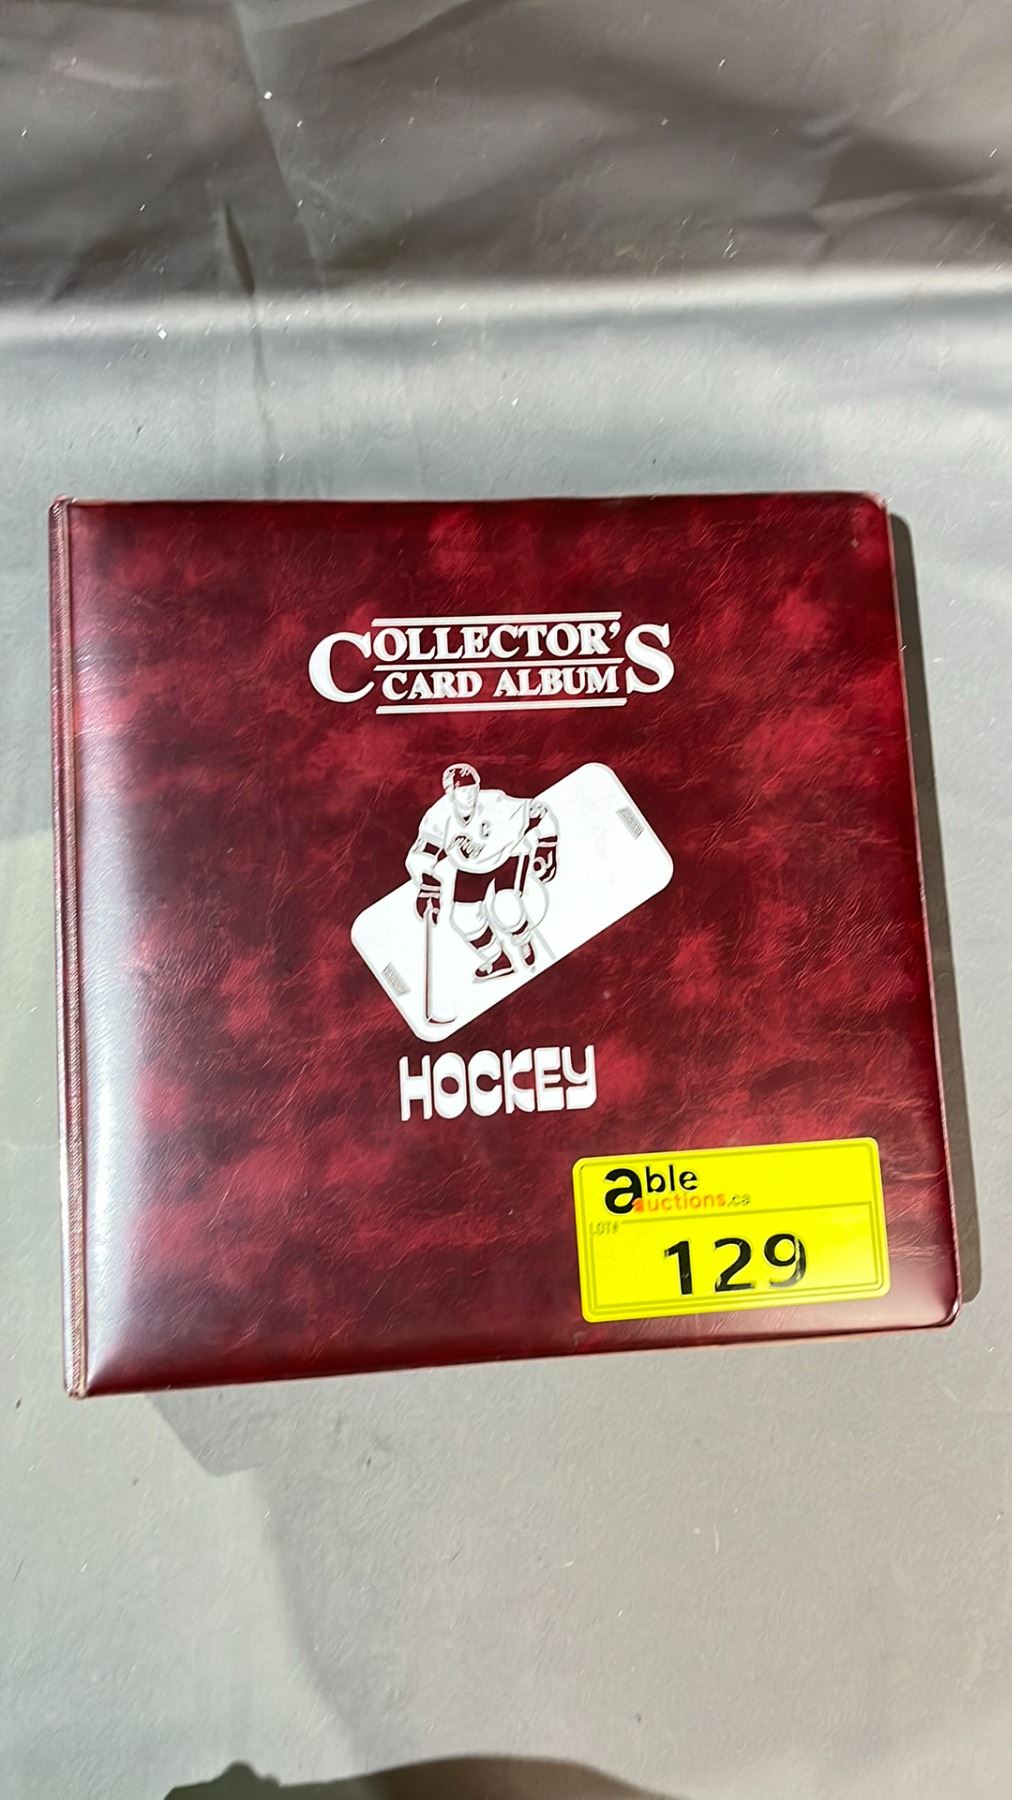 COLLECTOR'S
CARD ALBUM
C
HOCKEY
able
auctions.ca
LOT#
129